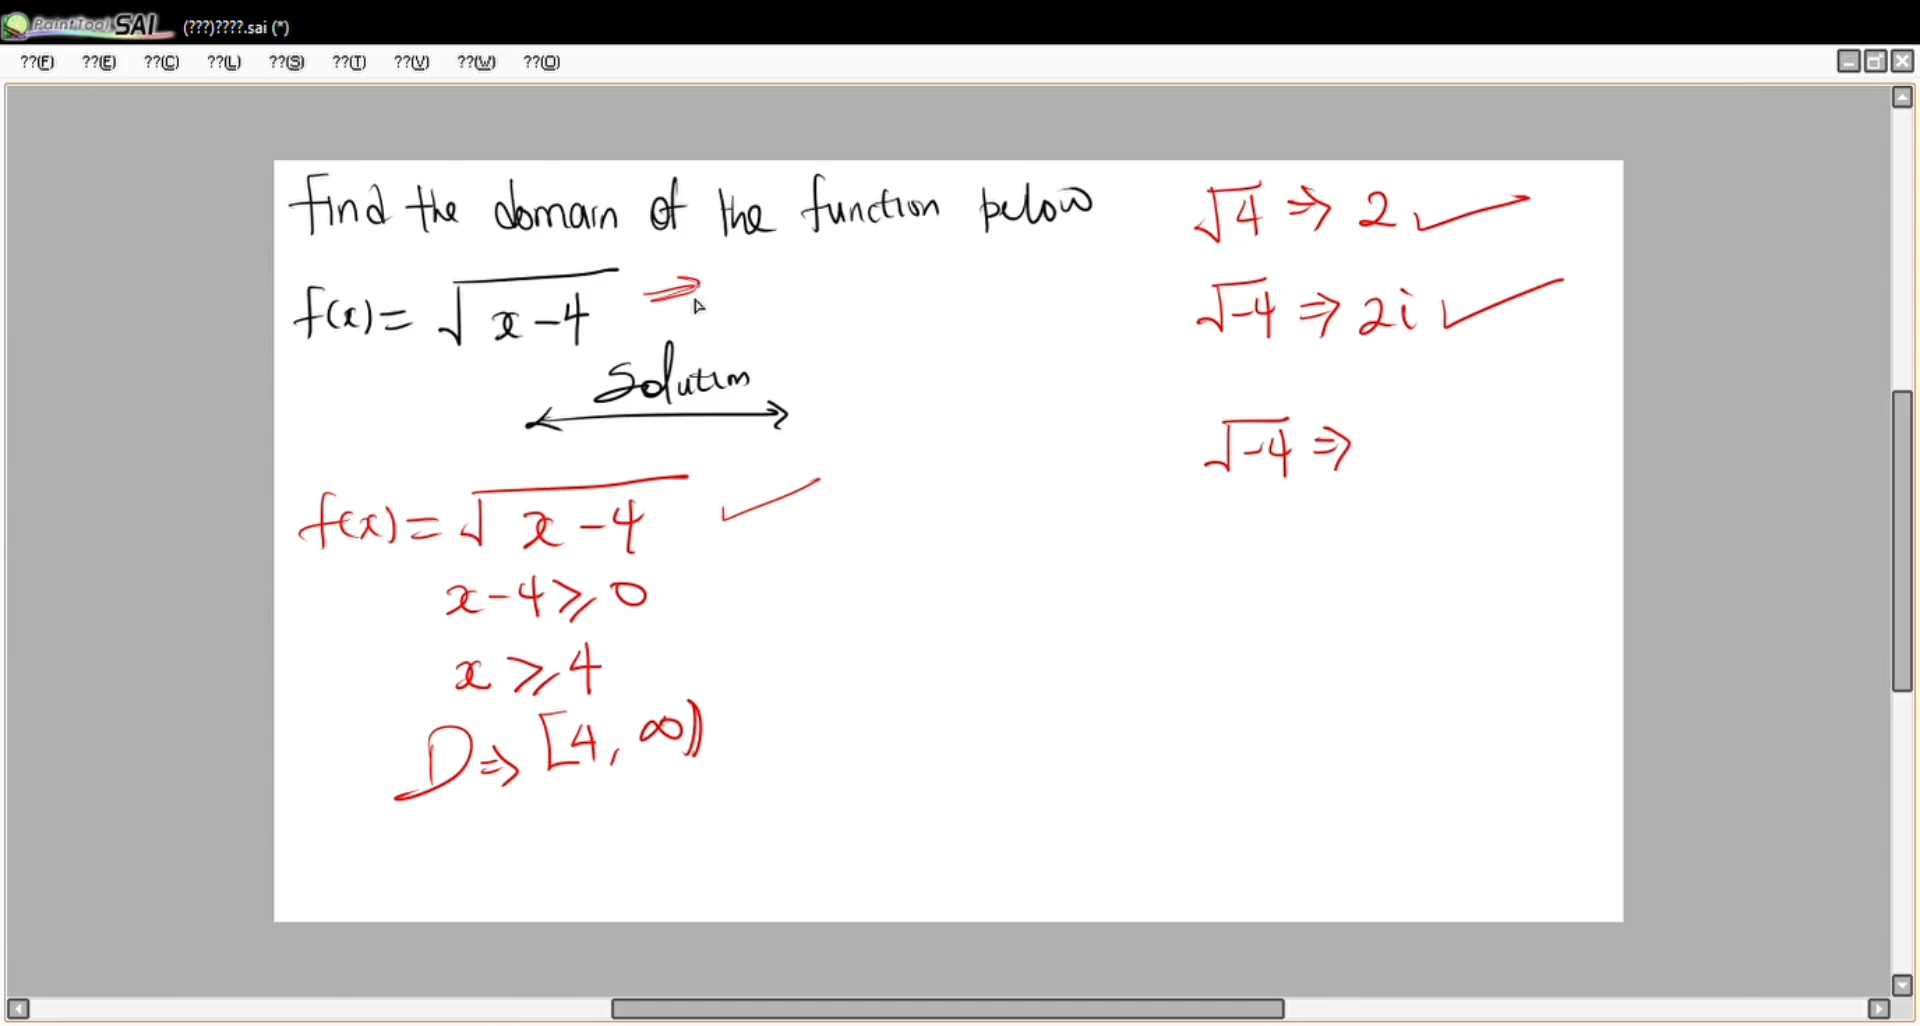 PaintTool SAI (???)????.sai (*)
??(F) ??(E) ??(C) ??(L) ??(S) ??(T) ??(V) ??(W) ??(O)
Find the domain of the function below
f(x) = √x-4 ⇒
Solution
f(x) = √x-4 ✓
x-4 ⩾ 0
x ⩾ 4
D ⇒ [4, ∞)
√4 ⇒ 2 ✓
√-4 ⇒ 2i ✓
√-4 ⇒